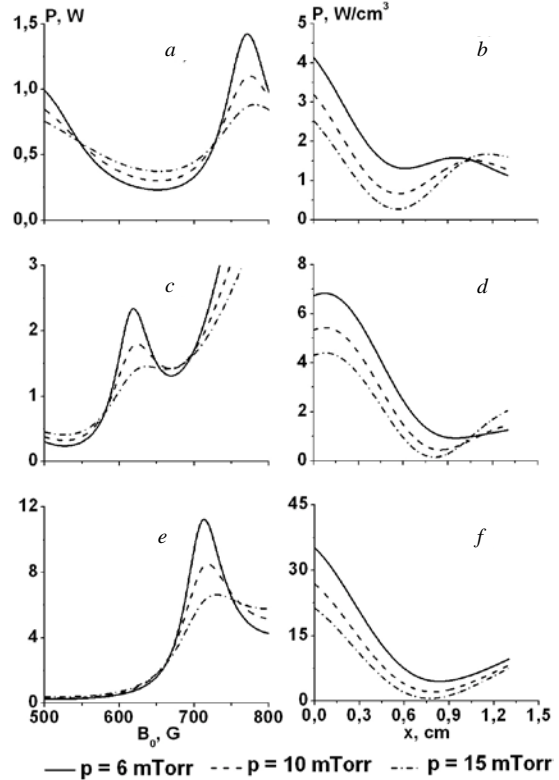 P, W P, W/cm³
1,5 a 5 b
4
1,0 3
0,5 2
1
0,0 0
3 c 8 d
6
2 4
1 2
0 0
12 e 45 f
8 30
4 15
0 0
500 600 700 800 0,0 0,3 0,6 0,9 1,2 1,5
B₀, G x, cm
p = 6 mTorr p = 10 mTorr p = 15 mTorr